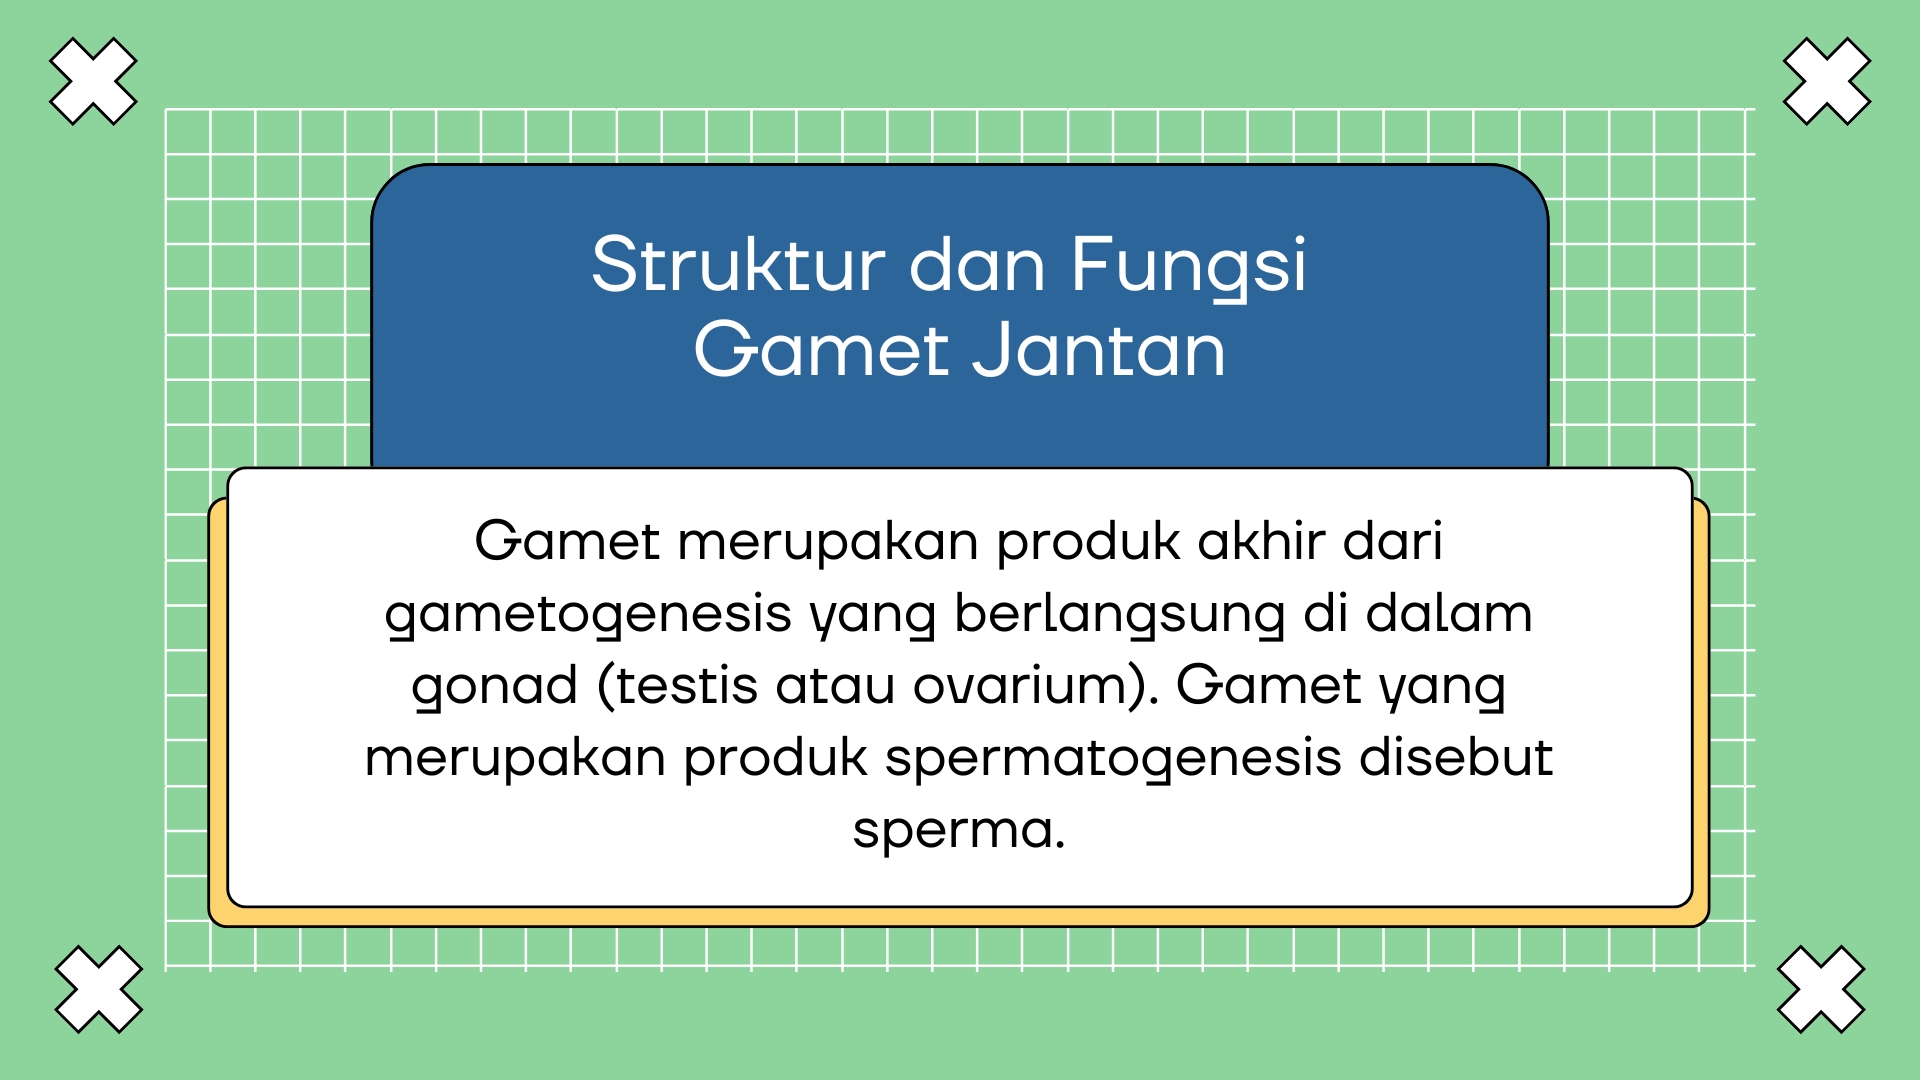 Struktur dan Fungsi
Gamet Jantan
Gamet merupakan produk akhir dari
gametogenesis yang berlangsung di dalam
gonad (testis atau ovarium). Gamet yang
merupakan produk spermatogenesis disebut
sperma.